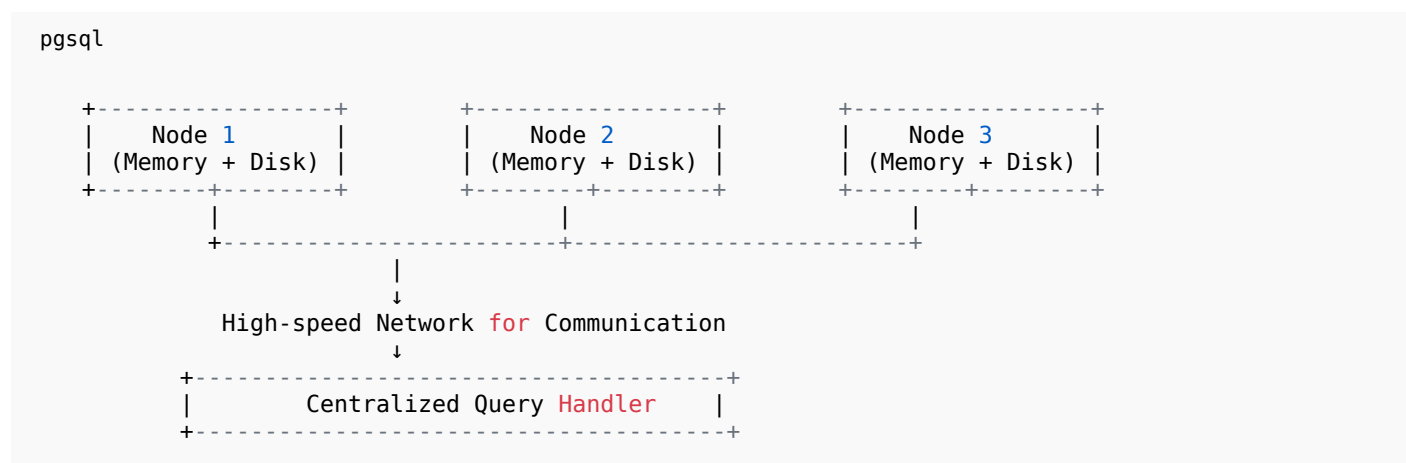 pgsql
+------------------+        +------------------+        +------------------+
|    Node 1       |        |    Node 2       |        |    Node 3       |
| (Memory + Disk) |        | (Memory + Disk) |        | (Memory + Disk) |
+--------+--------+        +--------+--------+        +--------+--------+
         |                        |                        |
         +------------------------+------------------------+
                      |
                      ↓
          High-speed Network for Communication
                      ↓
       +--------------------------------------+
       |        Centralized Query Handler    |
       +--------------------------------------+